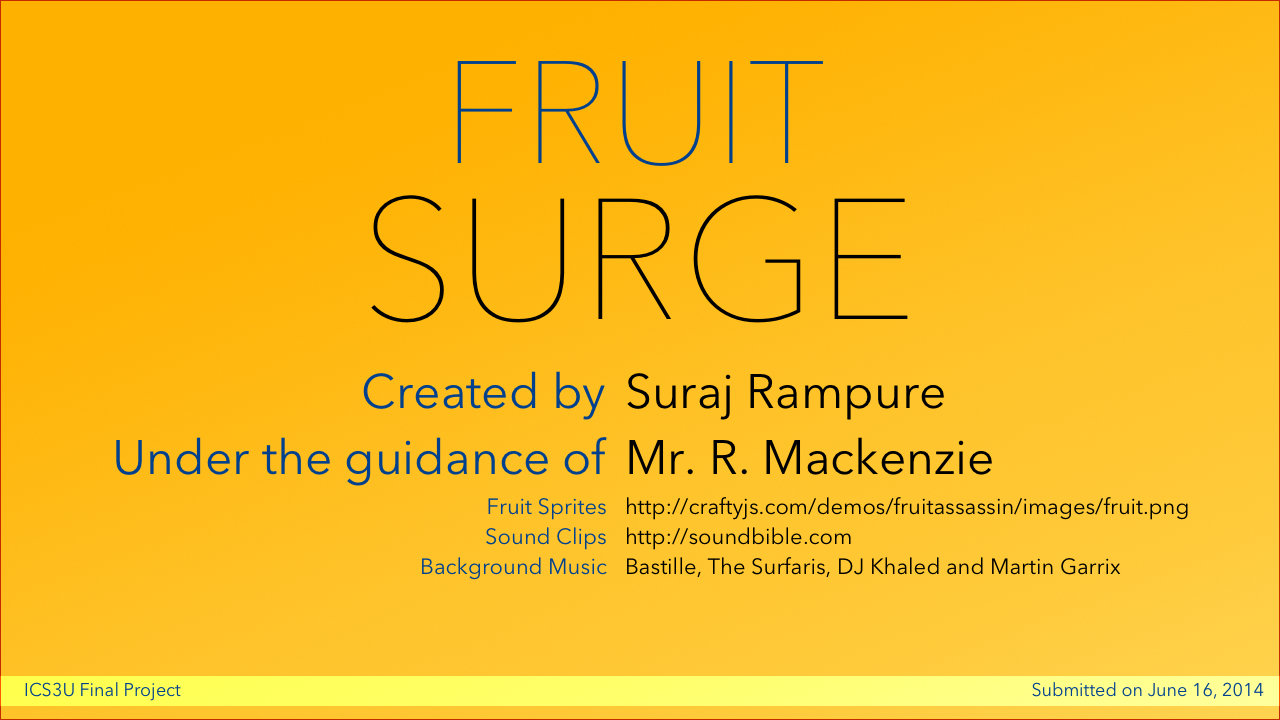 FRUIT
SURGE
Created by Suraj Rampure
Under the guidance of Mr. R. Mackenzie
Fruit Sprites http://craftyjs.com/demos/fruitassassin/images/fruit.png
Sound Clips http://soundbible.com
Background Music Bastille, The Surfaris, DJ Khaled and Martin Garrix
ICS3U Final Project Submitted on June 16, 2014